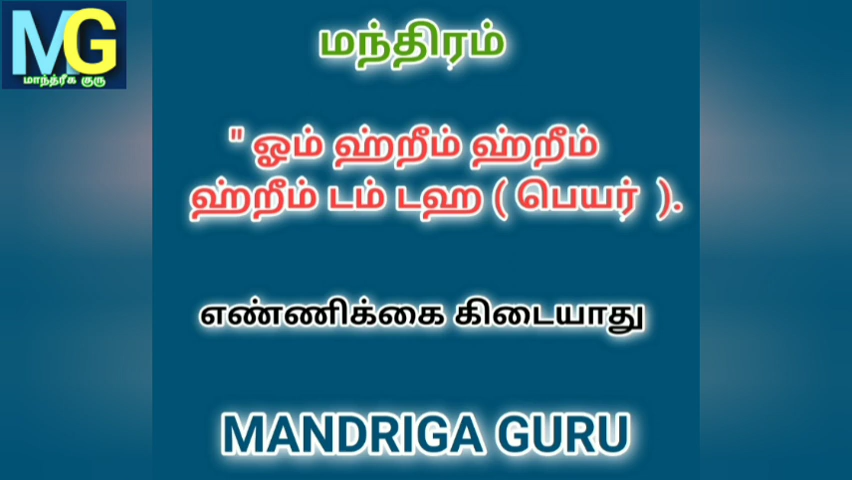 MG
மாந்த்ரீக குரு
மந்திரம்
" ஓம் ஹ்றீம் ஹ்றீம்
ஹ்றீம் டம் டஹ ( பெயர் ).
எண்ணிக்கை கிடையாது
MANDRIGA GURU